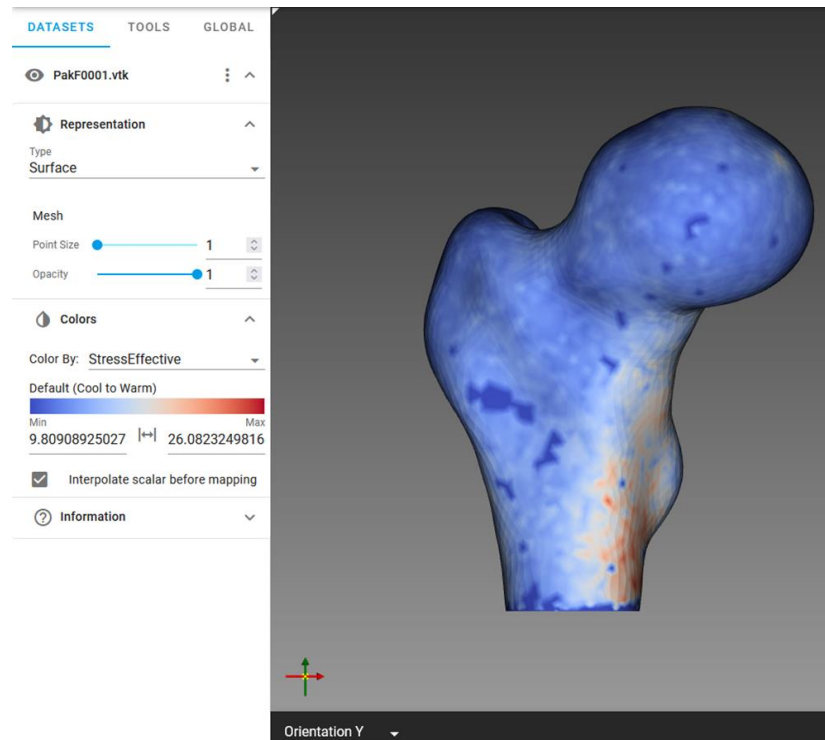 DATASETS TOOLS GLOBAL
PakF0001.vtk
Representation
Type
Surface
Mesh
Point Size 1
Opacity 1
Colors
Color By: StressEffective
Default (Cool to Warm)
Min Max
9.80908925027 26.0823249816
Interpolate scalar before mapping
Information
Orientation Y